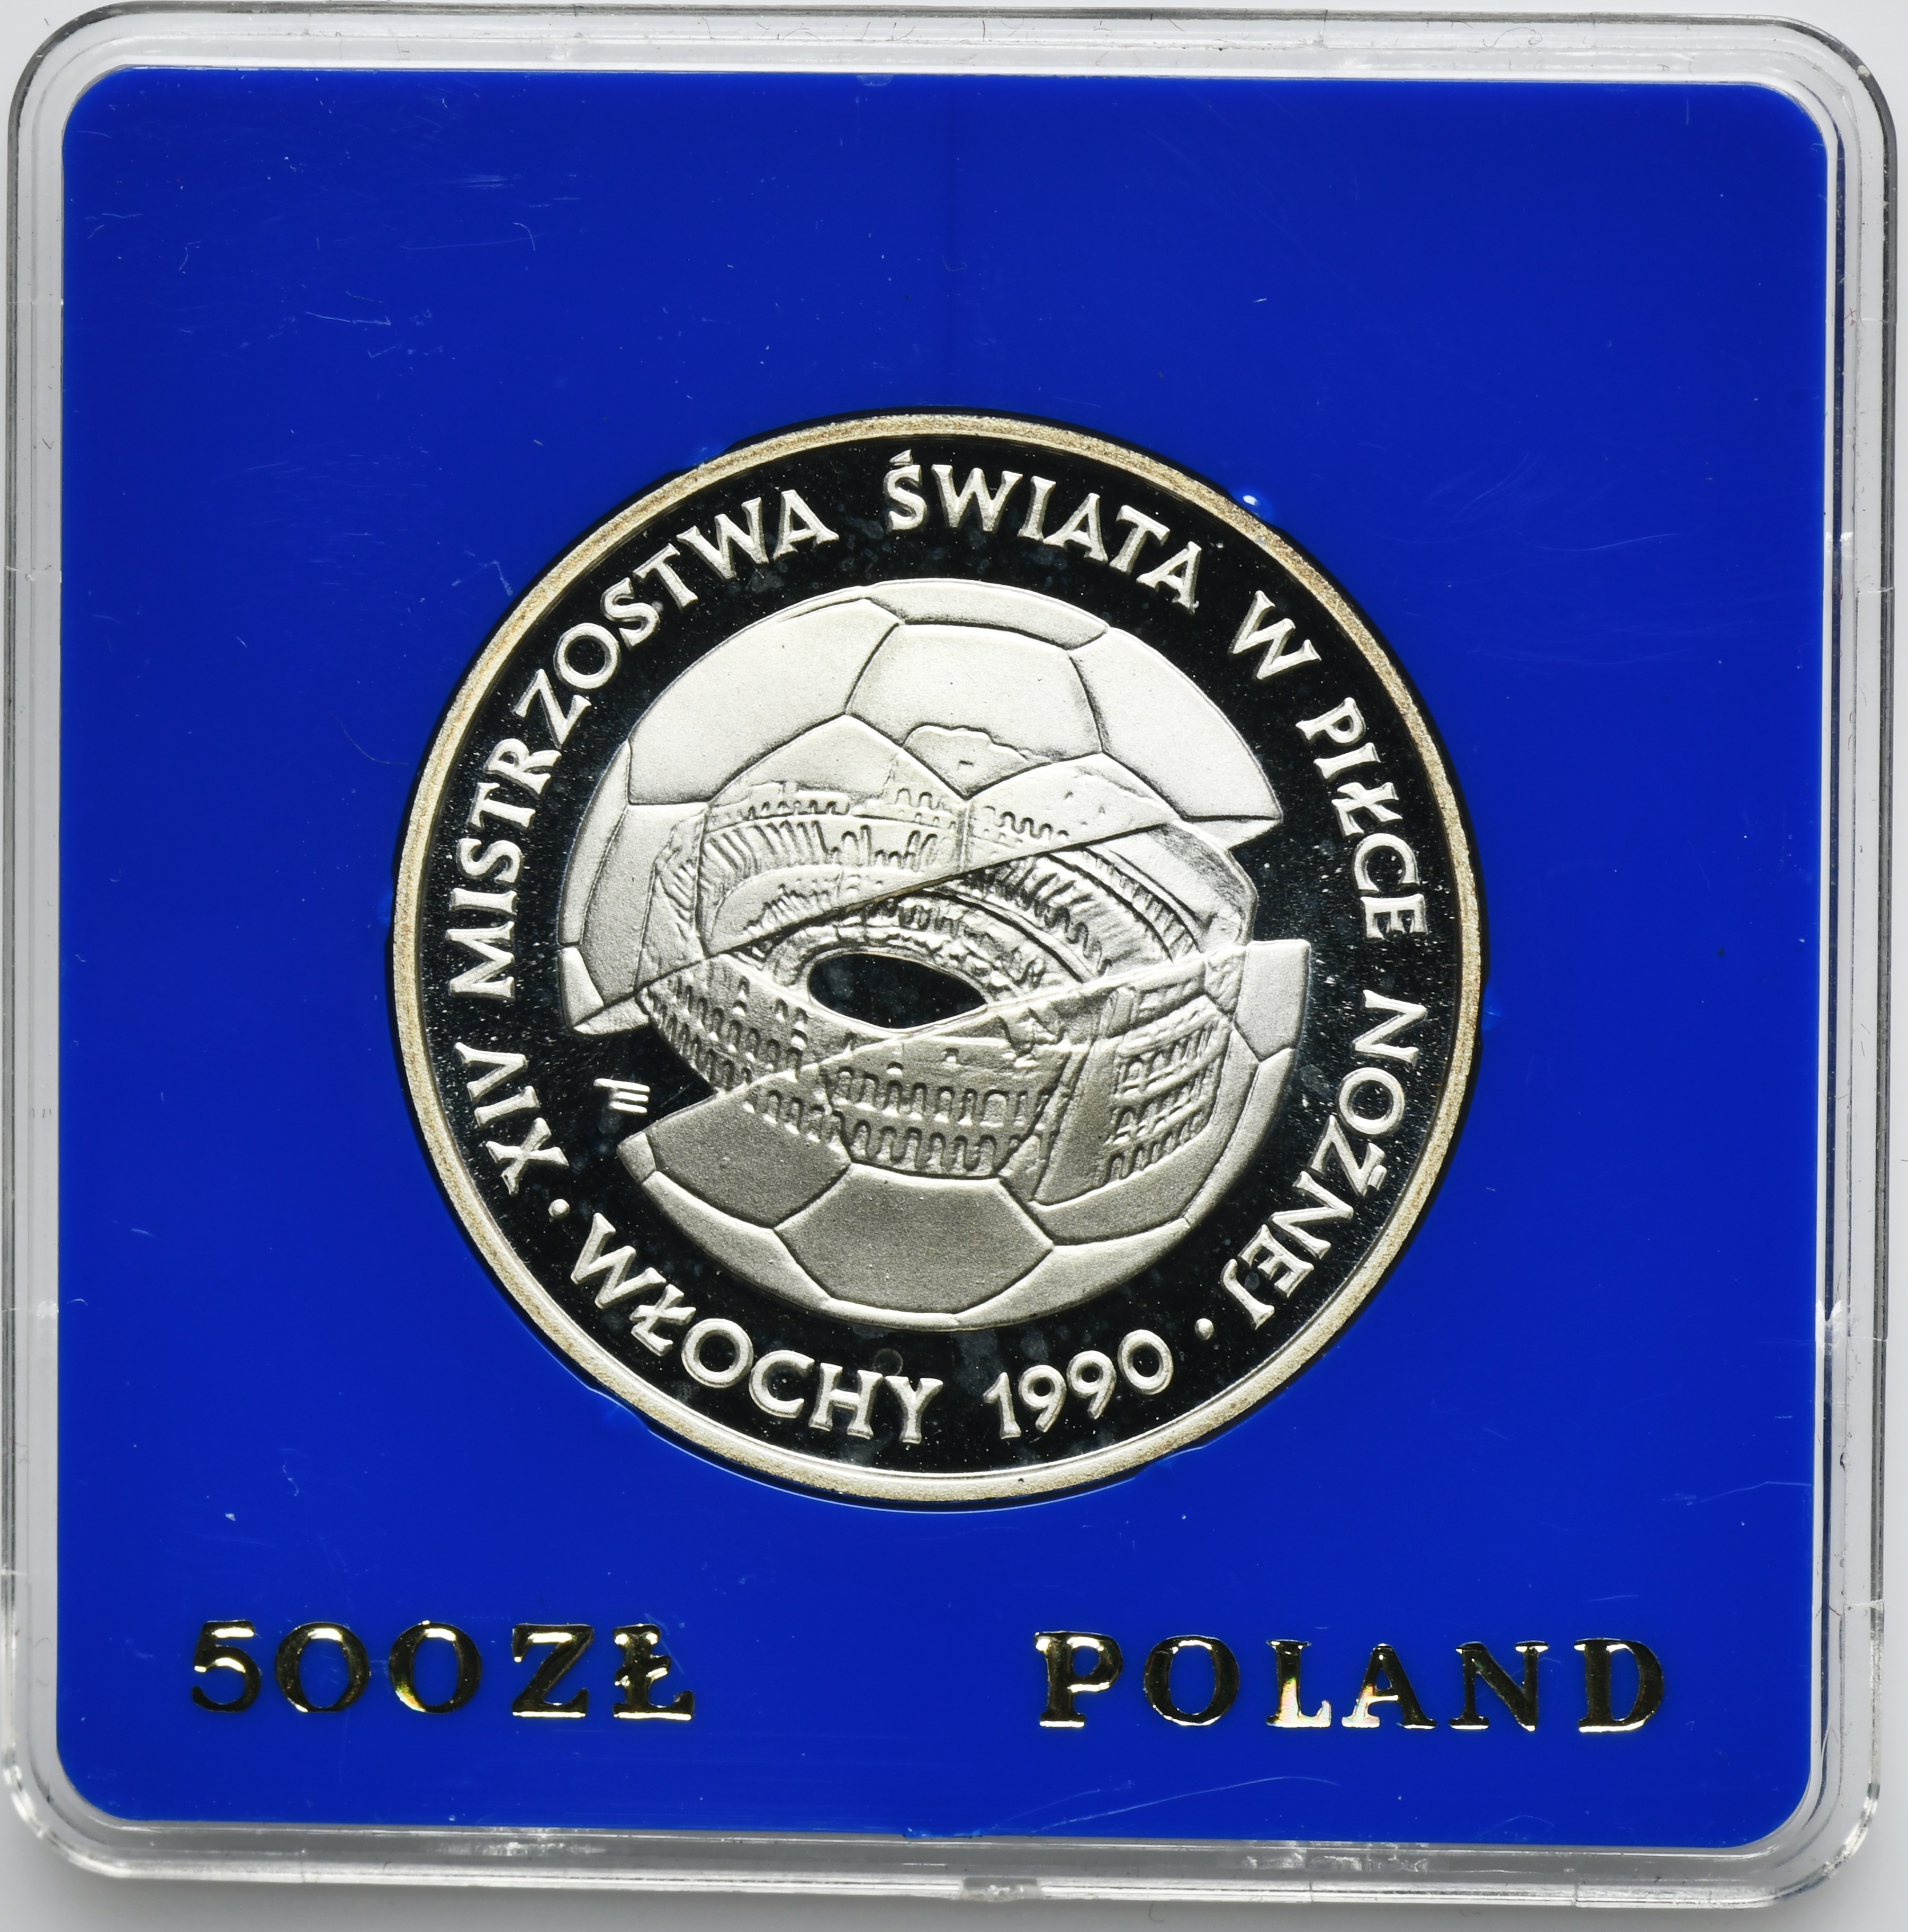 XIV MISTRZOSTWA ŚWIATA W PIŁCE NOŻNEJ
· WŁOCHY 1990 ·
500ZŁ POLAND